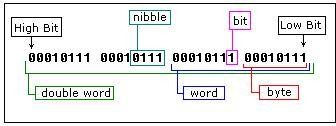 nibble
bit
High Bit
Low Bit
00010111 00010111 00010111 00010111
double word
word
byte